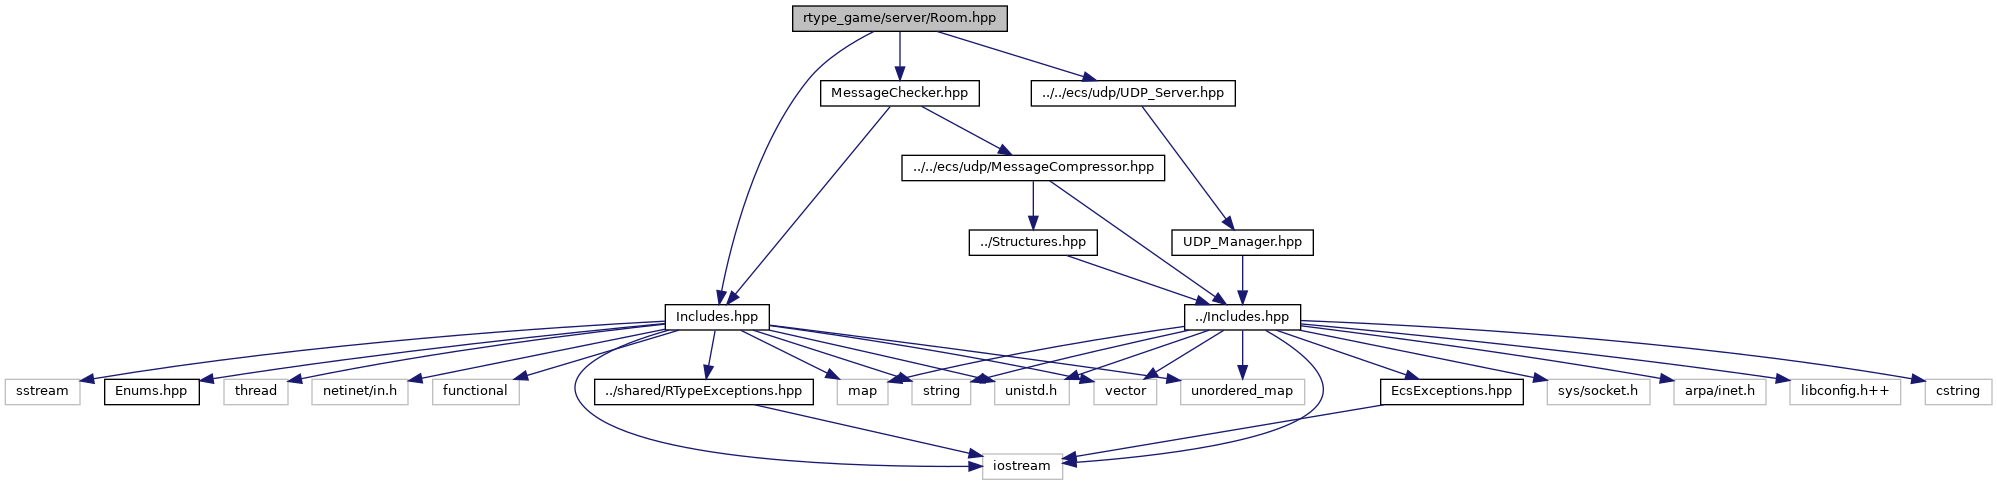 rtype_game/server/Room.hpp
MessageChecker.hpp
../../ecs/udp/UDP_Server.hpp
../../ecs/udp/MessageCompressor.hpp
../Structures.hpp
UDP_Manager.hpp
Includes.hpp
../Includes.hpp
sstream
Enums.hpp
thread
netinet/in.h
functional
../shared/RTypeExceptions.hpp
map
string
unistd.h
vector
unordered_map
EcsExceptions.hpp
sys/socket.h
arpa/inet.h
libconfig.h++
cstring
iostream